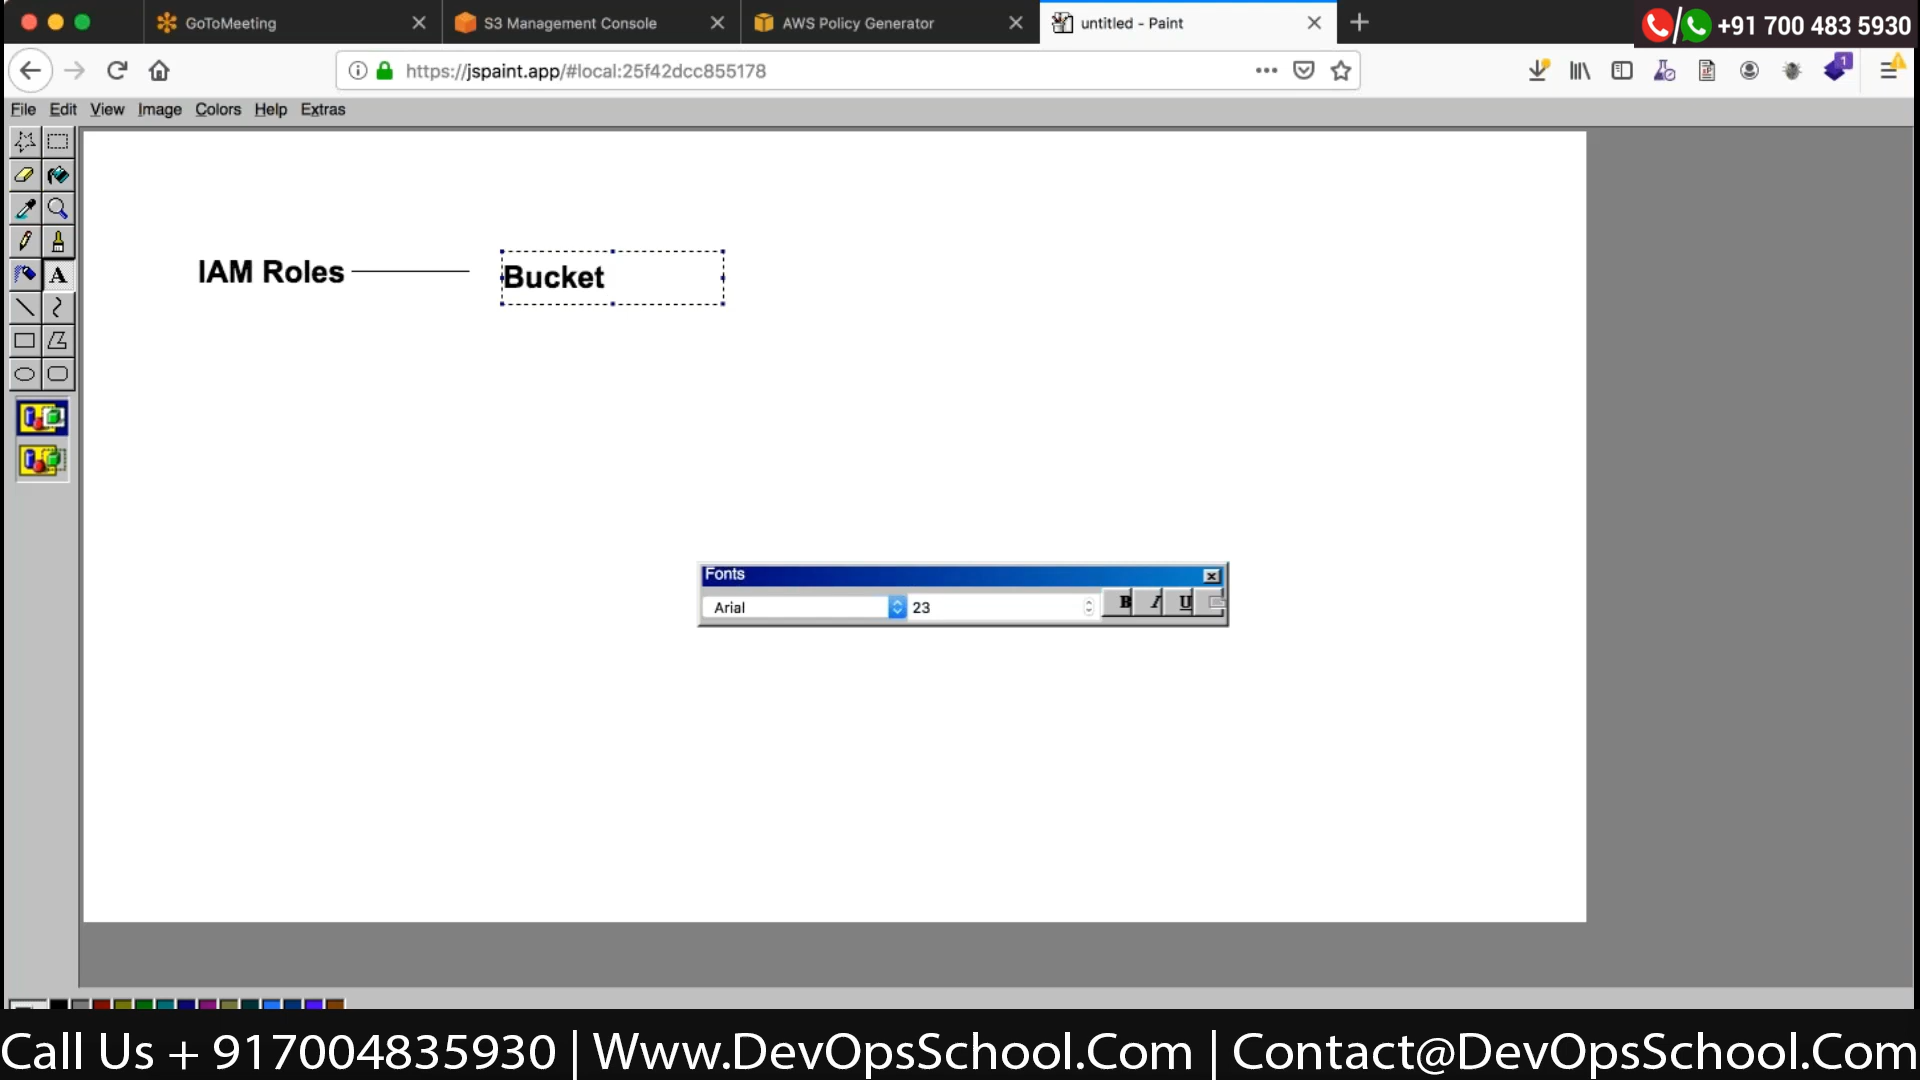 GoToMeeting S3 Management Console AWS Policy Generator untitled - Paint +91 700 483 5930
https://jspaint.app/#local:25f42dcc855178 1
File Edit View Image Colors Help Extras
A
IAM Roles Bucket
Fonts
Arial 23 B I U
Call Us + 917004835930 | Www.DevOpsSchool.Com | Contact@DevOpsSchool.Com